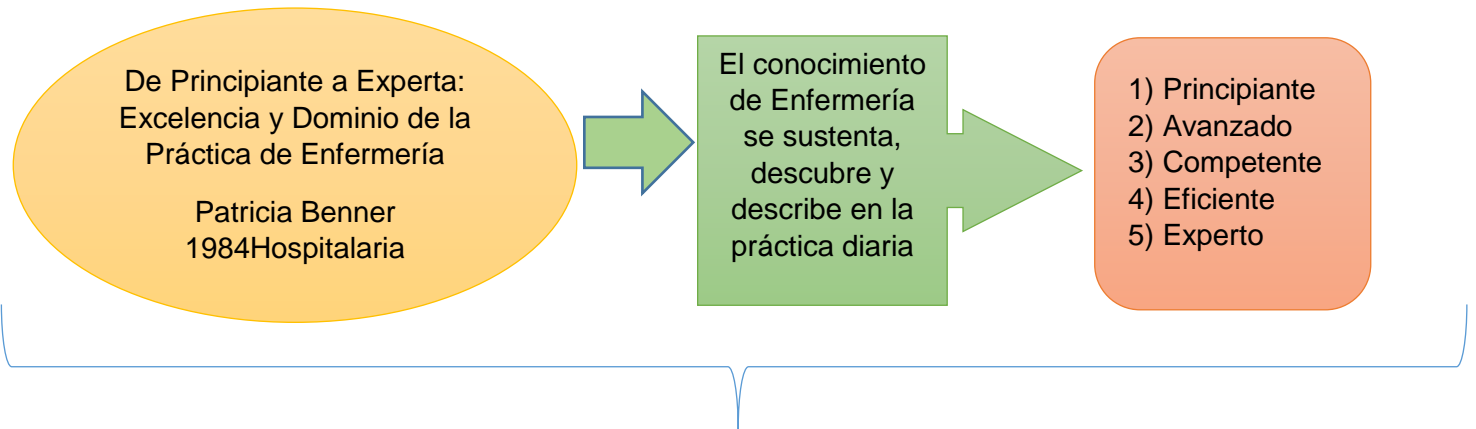 De Principiante a Experta:
Excelencia y Dominio de la
Práctica de Enfermería
Patricia Benner
1984Hospitalaria
El conocimiento
de Enfermería
se sustenta,
descubre y
describe en la
práctica diaria
1) Principiante
2) Avanzado
3) Competente
4) Eficiente
5) Experto